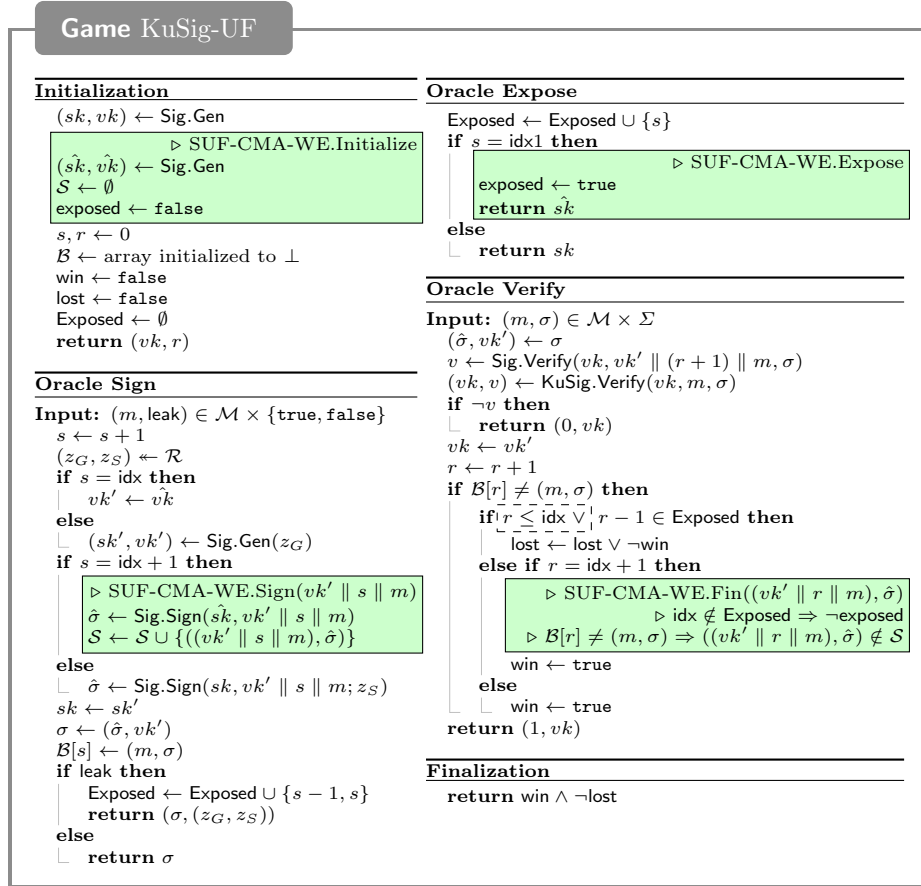 Game KuSig-UF
Initialization
(sk, vk) ← Sig.Gen
▷ SUF-CMA-WE.Initialize
(ŝk, v̂k) ← Sig.Gen
𝒮 ← ∅
exposed ← false
s, r ← 0
ℬ ← array initialized to ⊥
win ← false
lost ← false
Exposed ← ∅
return (vk, r)
Oracle Sign
Input: (m, leak) ∈ ℳ × {true, false}
s ← s + 1
(z_G, z_S) ↞ ℛ
if s = idx then
vk′ ← v̂k
else
(sk′, vk′) ← Sig.Gen(z_G)
if s = idx + 1 then
▷ SUF-CMA-WE.Sign(vk′ ∥ s ∥ m)
σ̂ ← Sig.Sign(ŝk, vk′ ∥ s ∥ m)
𝒮 ← 𝒮 ∪ {((vk′ ∥ s ∥ m), σ̂)}
else
σ̂ ← Sig.Sign(sk, vk′ ∥ s ∥ m; z_S)
sk ← sk′
σ ← (σ̂, vk′)
ℬ[s] ← (m, σ)
if leak then
Exposed ← Exposed ∪ {s − 1, s}
return (σ, (z_G, z_S))
else
return σ
Oracle Expose
Exposed ← Exposed ∪ {s}
if s = idx1 then
▷ SUF-CMA-WE.Expose
exposed ← true
return ŝk
else
return sk
Oracle Verify
Input: (m, σ) ∈ ℳ × Σ
(σ̂, vk′) ← σ
v ← Sig.Verify(vk, vk′ ∥ (r + 1) ∥ m, σ)
(vk, v) ← KuSig.Verify(vk, m, σ)
if ¬v then
return (0, vk)
vk ← vk′
r ← r + 1
if ℬ[r] ≠ (m, σ) then
if r ≤ idx ∨ r − 1 ∈ Exposed then
lost ← lost ∨ ¬win
else if r = idx + 1 then
▷ SUF-CMA-WE.Fin((vk′ ∥ r ∥ m), σ̂)
▷ idx ∉ Exposed ⇒ ¬exposed
▷ ℬ[r] ≠ (m, σ) ⇒ ((vk′ ∥ r ∥ m), σ̂) ∉ 𝒮
win ← true
else
win ← true
return (1, vk)
Finalization
return win ∧ ¬lost